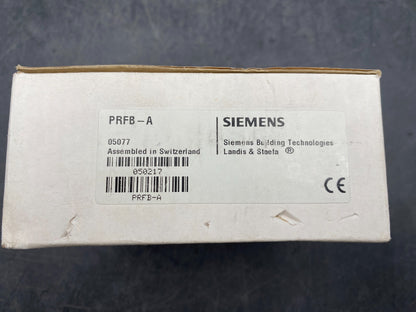 PRFB-A
05077
Assembled in Switzerland
050217
PRFB-A
SIEMENS
Siemens Building Technologies
Landis & Staefa ®
CE